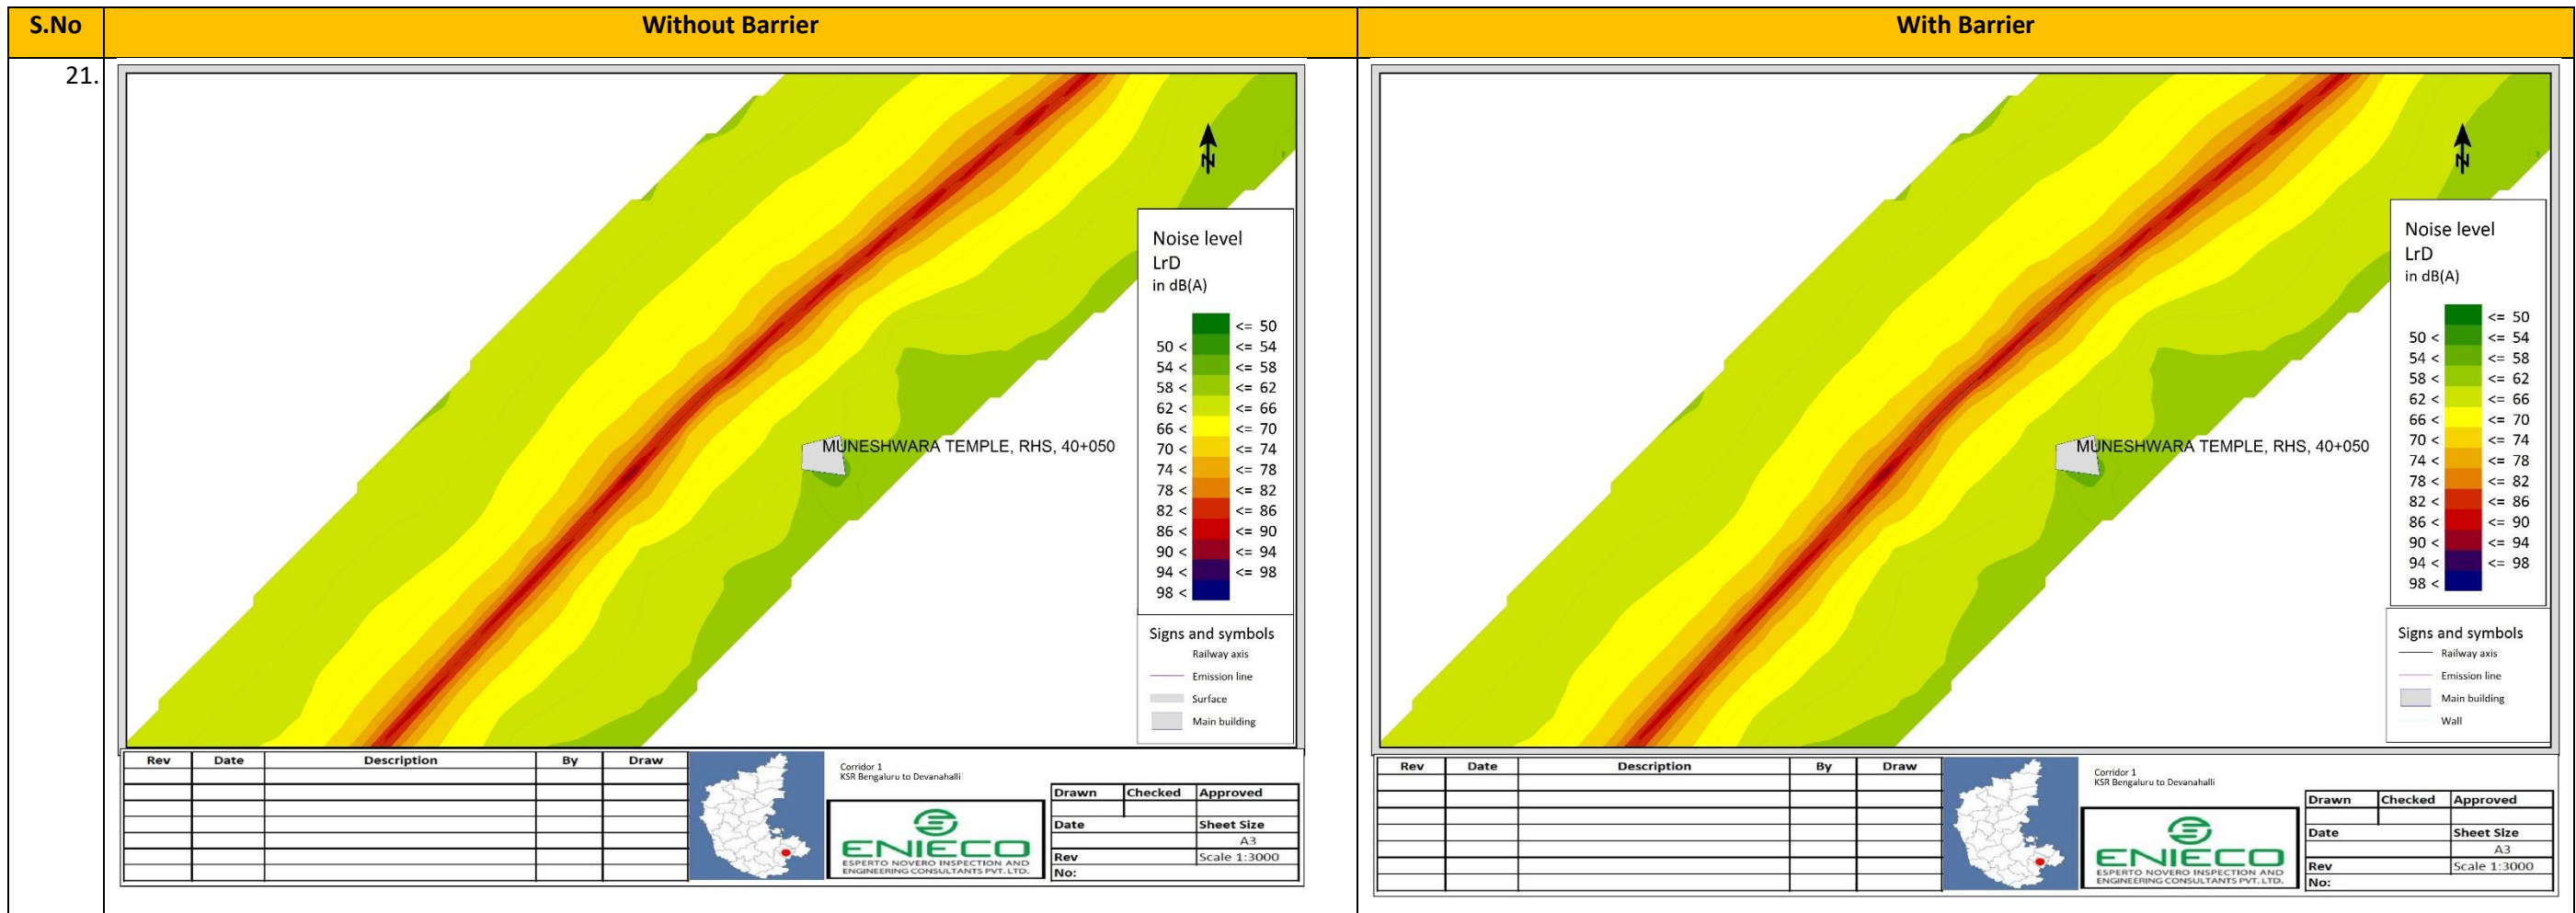 S.No Without Barrier With Barrier
21.
MUNESHWARA TEMPLE, RHS, 40+050
N
Noise level
LrD
in dB(A)
<= 50
50 < <= 54
54 < <= 58
58 < <= 62
62 < <= 66
66 < <= 70
70 < <= 74
74 < <= 78
78 < <= 82
82 < <= 86
86 < <= 90
90 < <= 94
94 < <= 98
98 <
Signs and symbols
Railway axis
Emission line
Surface
Main building
Rev Date Description By Draw
Corridor 1
KSR Bengaluru to Devanahalli
ENIECO
ESPERTO NOVERO INSPECTION AND
ENGINEERING CONSULTANTS PVT. LTD.
Drawn Checked Approved
Date Sheet Size
A3
Rev Scale 1:3000
No:
MUNESHWARA TEMPLE, RHS, 40+050
N
Noise level
LrD
in dB(A)
<= 50
50 < <= 54
54 < <= 58
58 < <= 62
62 < <= 66
66 < <= 70
70 < <= 74
74 < <= 78
78 < <= 82
82 < <= 86
86 < <= 90
90 < <= 94
94 < <= 98
98 <
Signs and symbols
Railway axis
Emission line
Main building
Wall
Rev Date Description By Draw
Corridor 1
KSR Bengaluru to Devanahalli
ENIECO
ESPERTO NOVERO INSPECTION AND
ENGINEERING CONSULTANTS PVT. LTD.
Drawn Checked Approved
Date Sheet Size
A3
Rev Scale 1:3000
No: